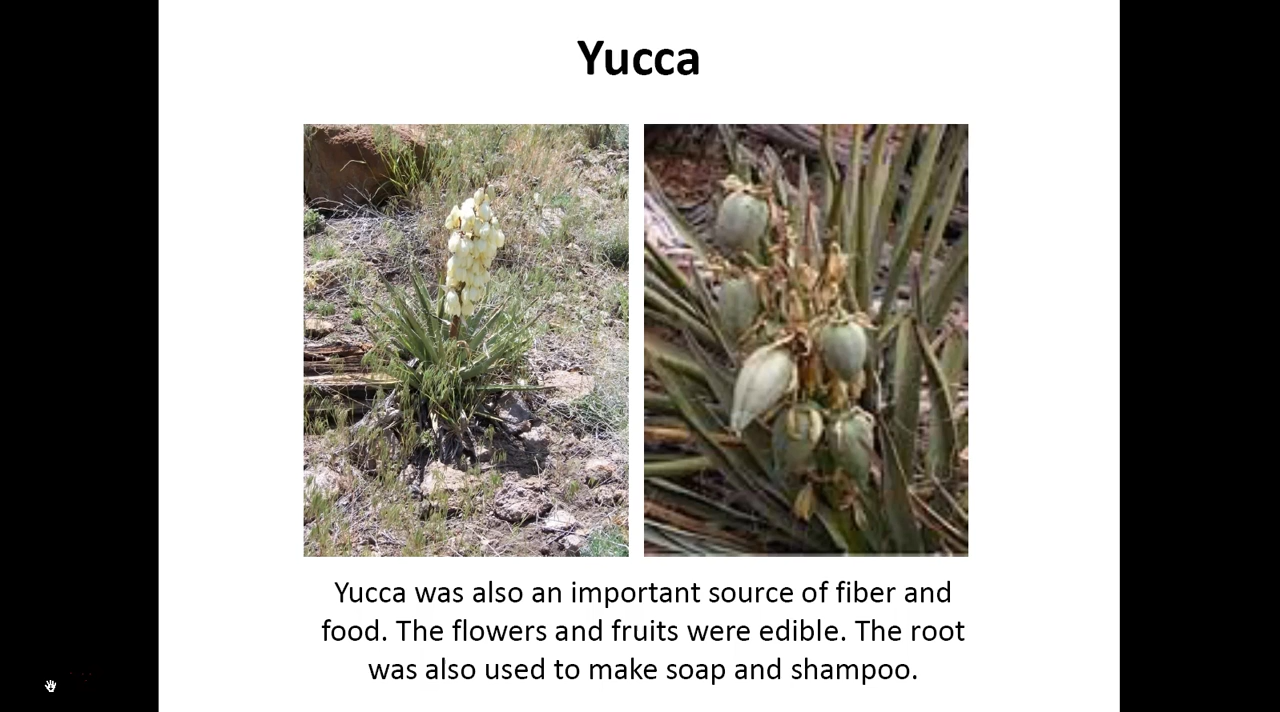 Yucca
Yucca was also an important source of fiber and
food. The flowers and fruits were edible. The root
was also used to make soap and shampoo.